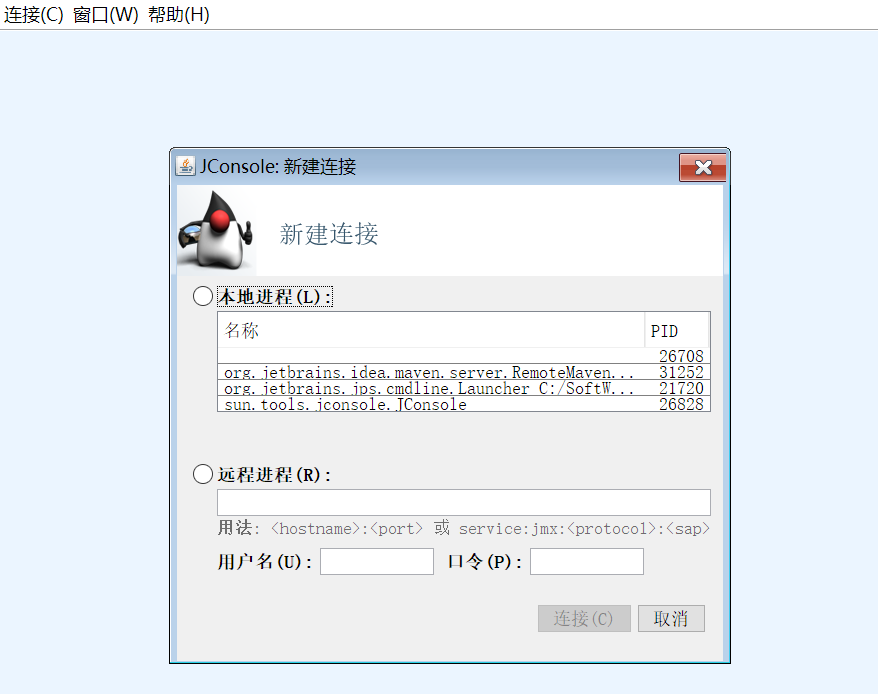 连接(C) 窗口(W) 帮助(H)
JConsole: 新建连接
新建连接
本地进程(L):
名称 PID
26708
org.jetbrains.idea.maven.server.RemoteMaven... 31252
org.jetbrains.jps.cmdline.Launcher C:/SoftW... 21720
sun.tools.jconsole.JConsole 26828
远程进程(R):
用法: <hostname>:<port> 或 service:jmx:<protocol>:<sap>
用户名(U): 口令(P):
连接(C) 取消